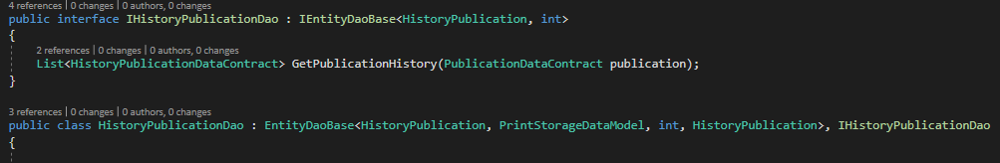 4 references | 0 changes | 0 authors, 0 changes
public interface IHistoryPublicationDao : IEntityDaoBase<HistoryPublication, int>
{
2 references | 0 changes | 0 authors, 0 changes
List<HistoryPublicationDataContract> GetPublicationHistory(PublicationDataContract publication);
}
3 references | 0 changes | 0 authors, 0 changes
public class HistoryPublicationDao : EntityDaoBase<HistoryPublication, PrintStorageDataModel, int, HistoryPublication>, IHistoryPublicationDao
{